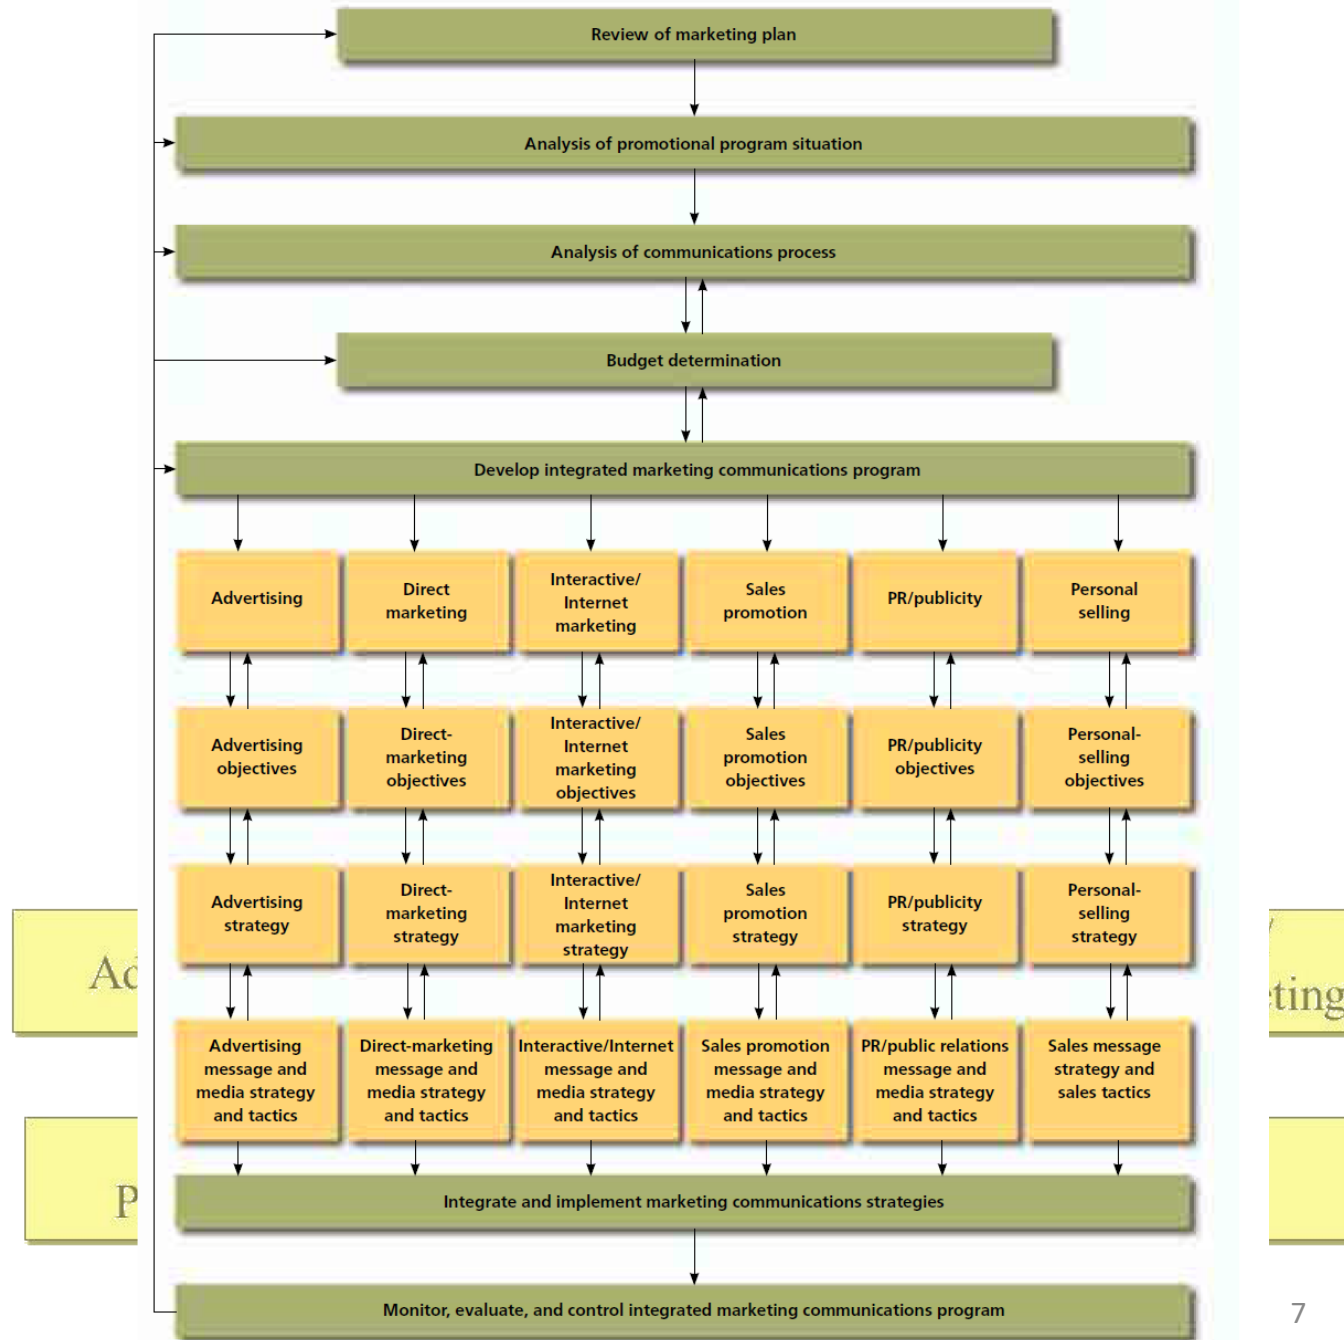 Review of marketing plan
Analysis of promotional program situation
Analysis of communications process
Budget determination
Develop integrated marketing communications program
Advertising
Direct
marketing
Interactive/
Internet
marketing
Sales
promotion
PR/publicity
Personal
selling
Advertising
objectives
Direct-
marketing
objectives
Interactive/
Internet
marketing
objectives
Sales
promotion
objectives
PR/publicity
objectives
Personal-
selling
objectives
Advertising
strategy
Direct-
marketing
strategy
Interactive/
Internet
marketing
strategy
Sales
promotion
strategy
PR/publicity
strategy
Personal-
selling
strategy
Advertising
message and
media strategy
and tactics
Direct-marketing
message and
media strategy
and tactics
Interactive/Internet
message and
media strategy
and tactics
Sales promotion
message and
media strategy
and tactics
PR/public relations
message and
media strategy
and tactics
Sales message
strategy and
sales tactics
Integrate and implement marketing communications strategies
Monitor, evaluate, and control integrated marketing communications program
7